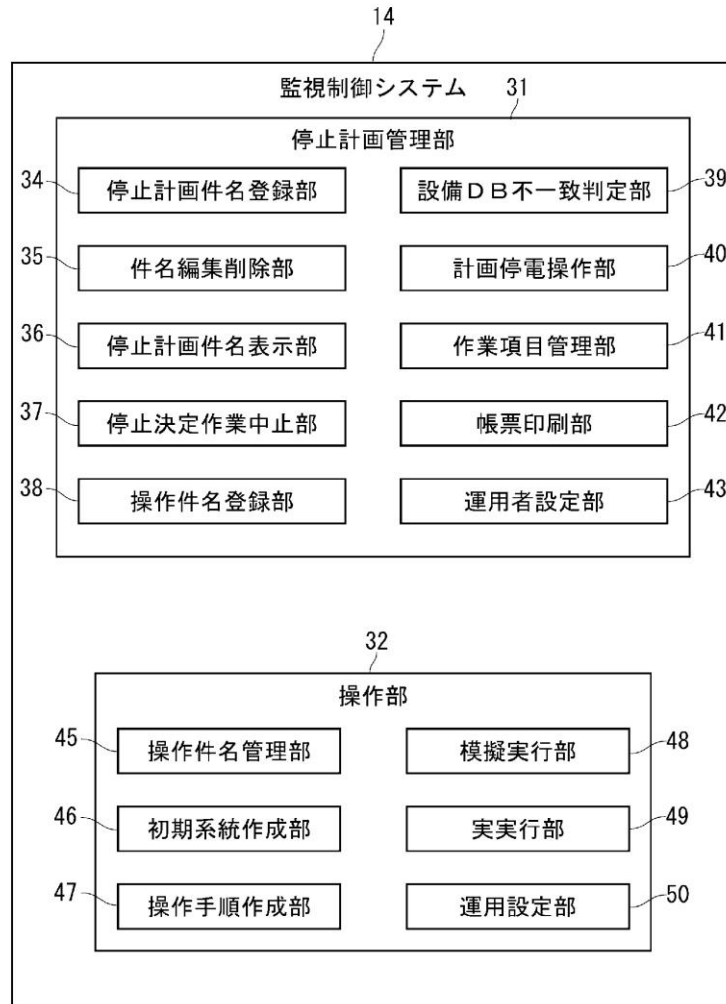 14
監視制御システム
31
停止計画管理部
34
停止計画件名登録部
設備DB不一致判定部
39
35
件名編集削除部
計画停電操作部
40
36
停止計画件名表示部
作業項目管理部
41
37
停止決定作業中止部
帳票印刷部
42
38
操作件名登録部
運用者設定部
43
32
操作部
45
操作件名管理部
模擬実行部
48
46
初期系統作成部
実実行部
49
47
操作手順作成部
運用設定部
50